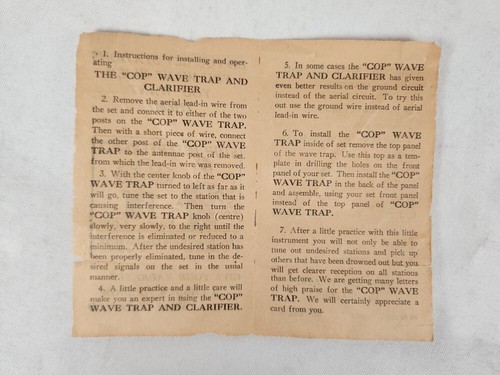 1. Instructions for installing and oper-
ating
THE "COP" WAVE TRAP AND
CLARIFIER
2. Remove the aerial lead-in wire from
the set and connect it to either of the two
posts on the "COP" WAVE TRAP.
Then with a short piece of wire, connect
the other post of the "COP" WAVE
TRAP to the antennae post of the set.
from which the lead-in wire was removed.
3. With the center knob of the "COP"
WAVE TRAP turned to left as far as it
will go, tune the set to the station that is
causing interference. Then turn the
"COP" WAVE TRAP knob (centre)
slowly, very slowly, to the right until the
interference is eliminated or reduced to a
minimum. After the undesired station has
been properly eliminated, tune in the de-
sired signals on the set in the usual
manner.
4. A little practice and a little care will
make you an expert in using the "COP"
WAVE TRAP AND CLARIFIER.
5. In some cases the "COP" WAVE
TRAP AND CLARIFIER has given
even better results on the ground circuit
instead of the aerial circuit. To try this
out use the ground wire instead of aerial
lead-in wire.
6. To install the "COP" WAVE
TRAP inside of set remove the top panel
of the wave trap. Use this top as a tem-
plate in drilling the holes on the front
panel of your set. Then install the "COP"
WAVE TRAP in the back of the panel
and assemble, using your set front panel
instead of the top panel of "COP"
WAVE TRAP.
7. After a little practice with this little
instrument you will not only be able to
tune out undesired stations and pick up
others that have been drowned out but you
will get clearer reception on all stations
than before. We are getting many letters
of high praise for the "COP" WAVE
TRAP. We will certainly appreciate a
card from you.